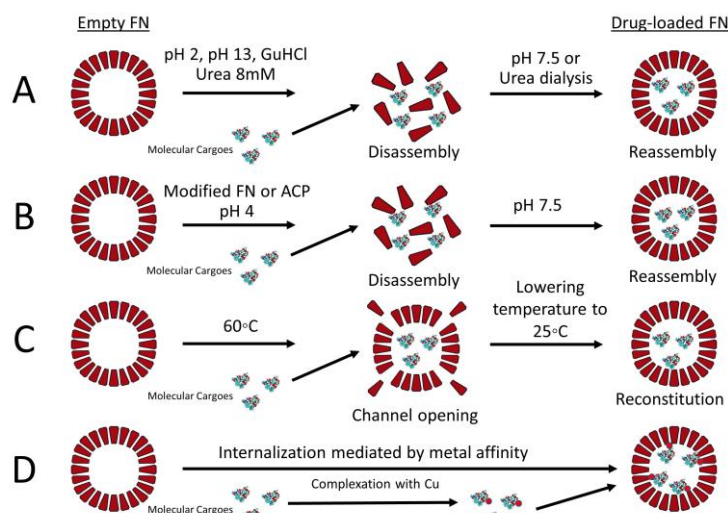 Empty FN
Drug-loaded FN
A
pH 2, pH 13, GuHCl
Urea 8mM
pH 7.5 or
Urea dialysis
Molecular Cargoes
Disassembly
Reassembly
B
Modified FN or ACP
pH 4
pH 7.5
Molecular Cargoes
Disassembly
Reassembly
C
60°C
Lowering
temperature to
25°C
Molecular Cargoes
Channel opening
Reconstitution
D
Internalization mediated by metal affinity
Complexation with Cu
Molecular Cargoes